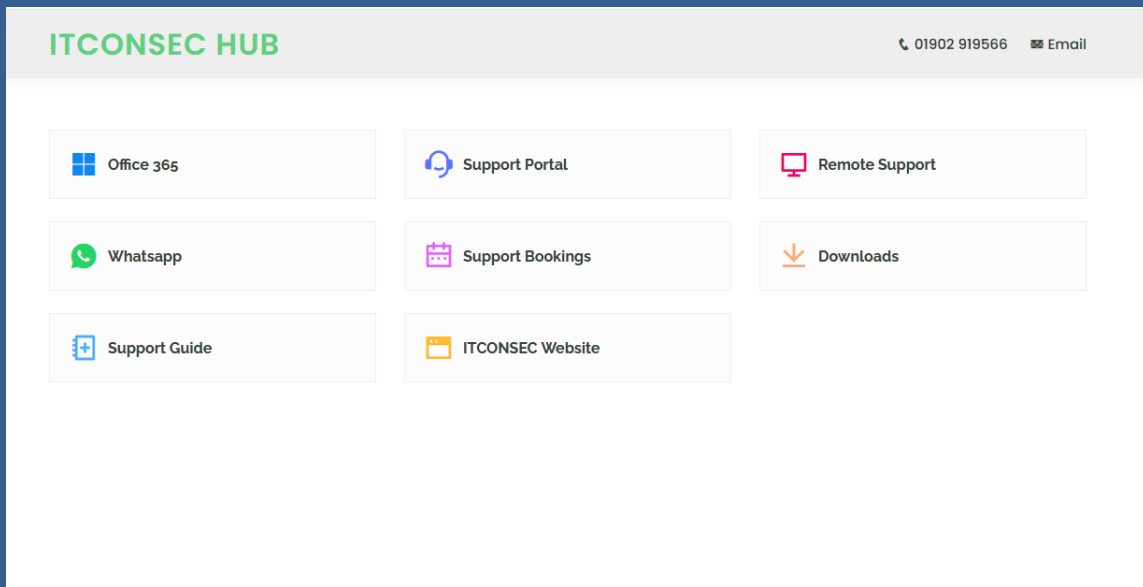 ITCONSEC HUB
01902 919566 Email
Office 365
Support Portal
Remote Support
Whatsapp
Support Bookings
Downloads
Support Guide
ITCONSEC Website